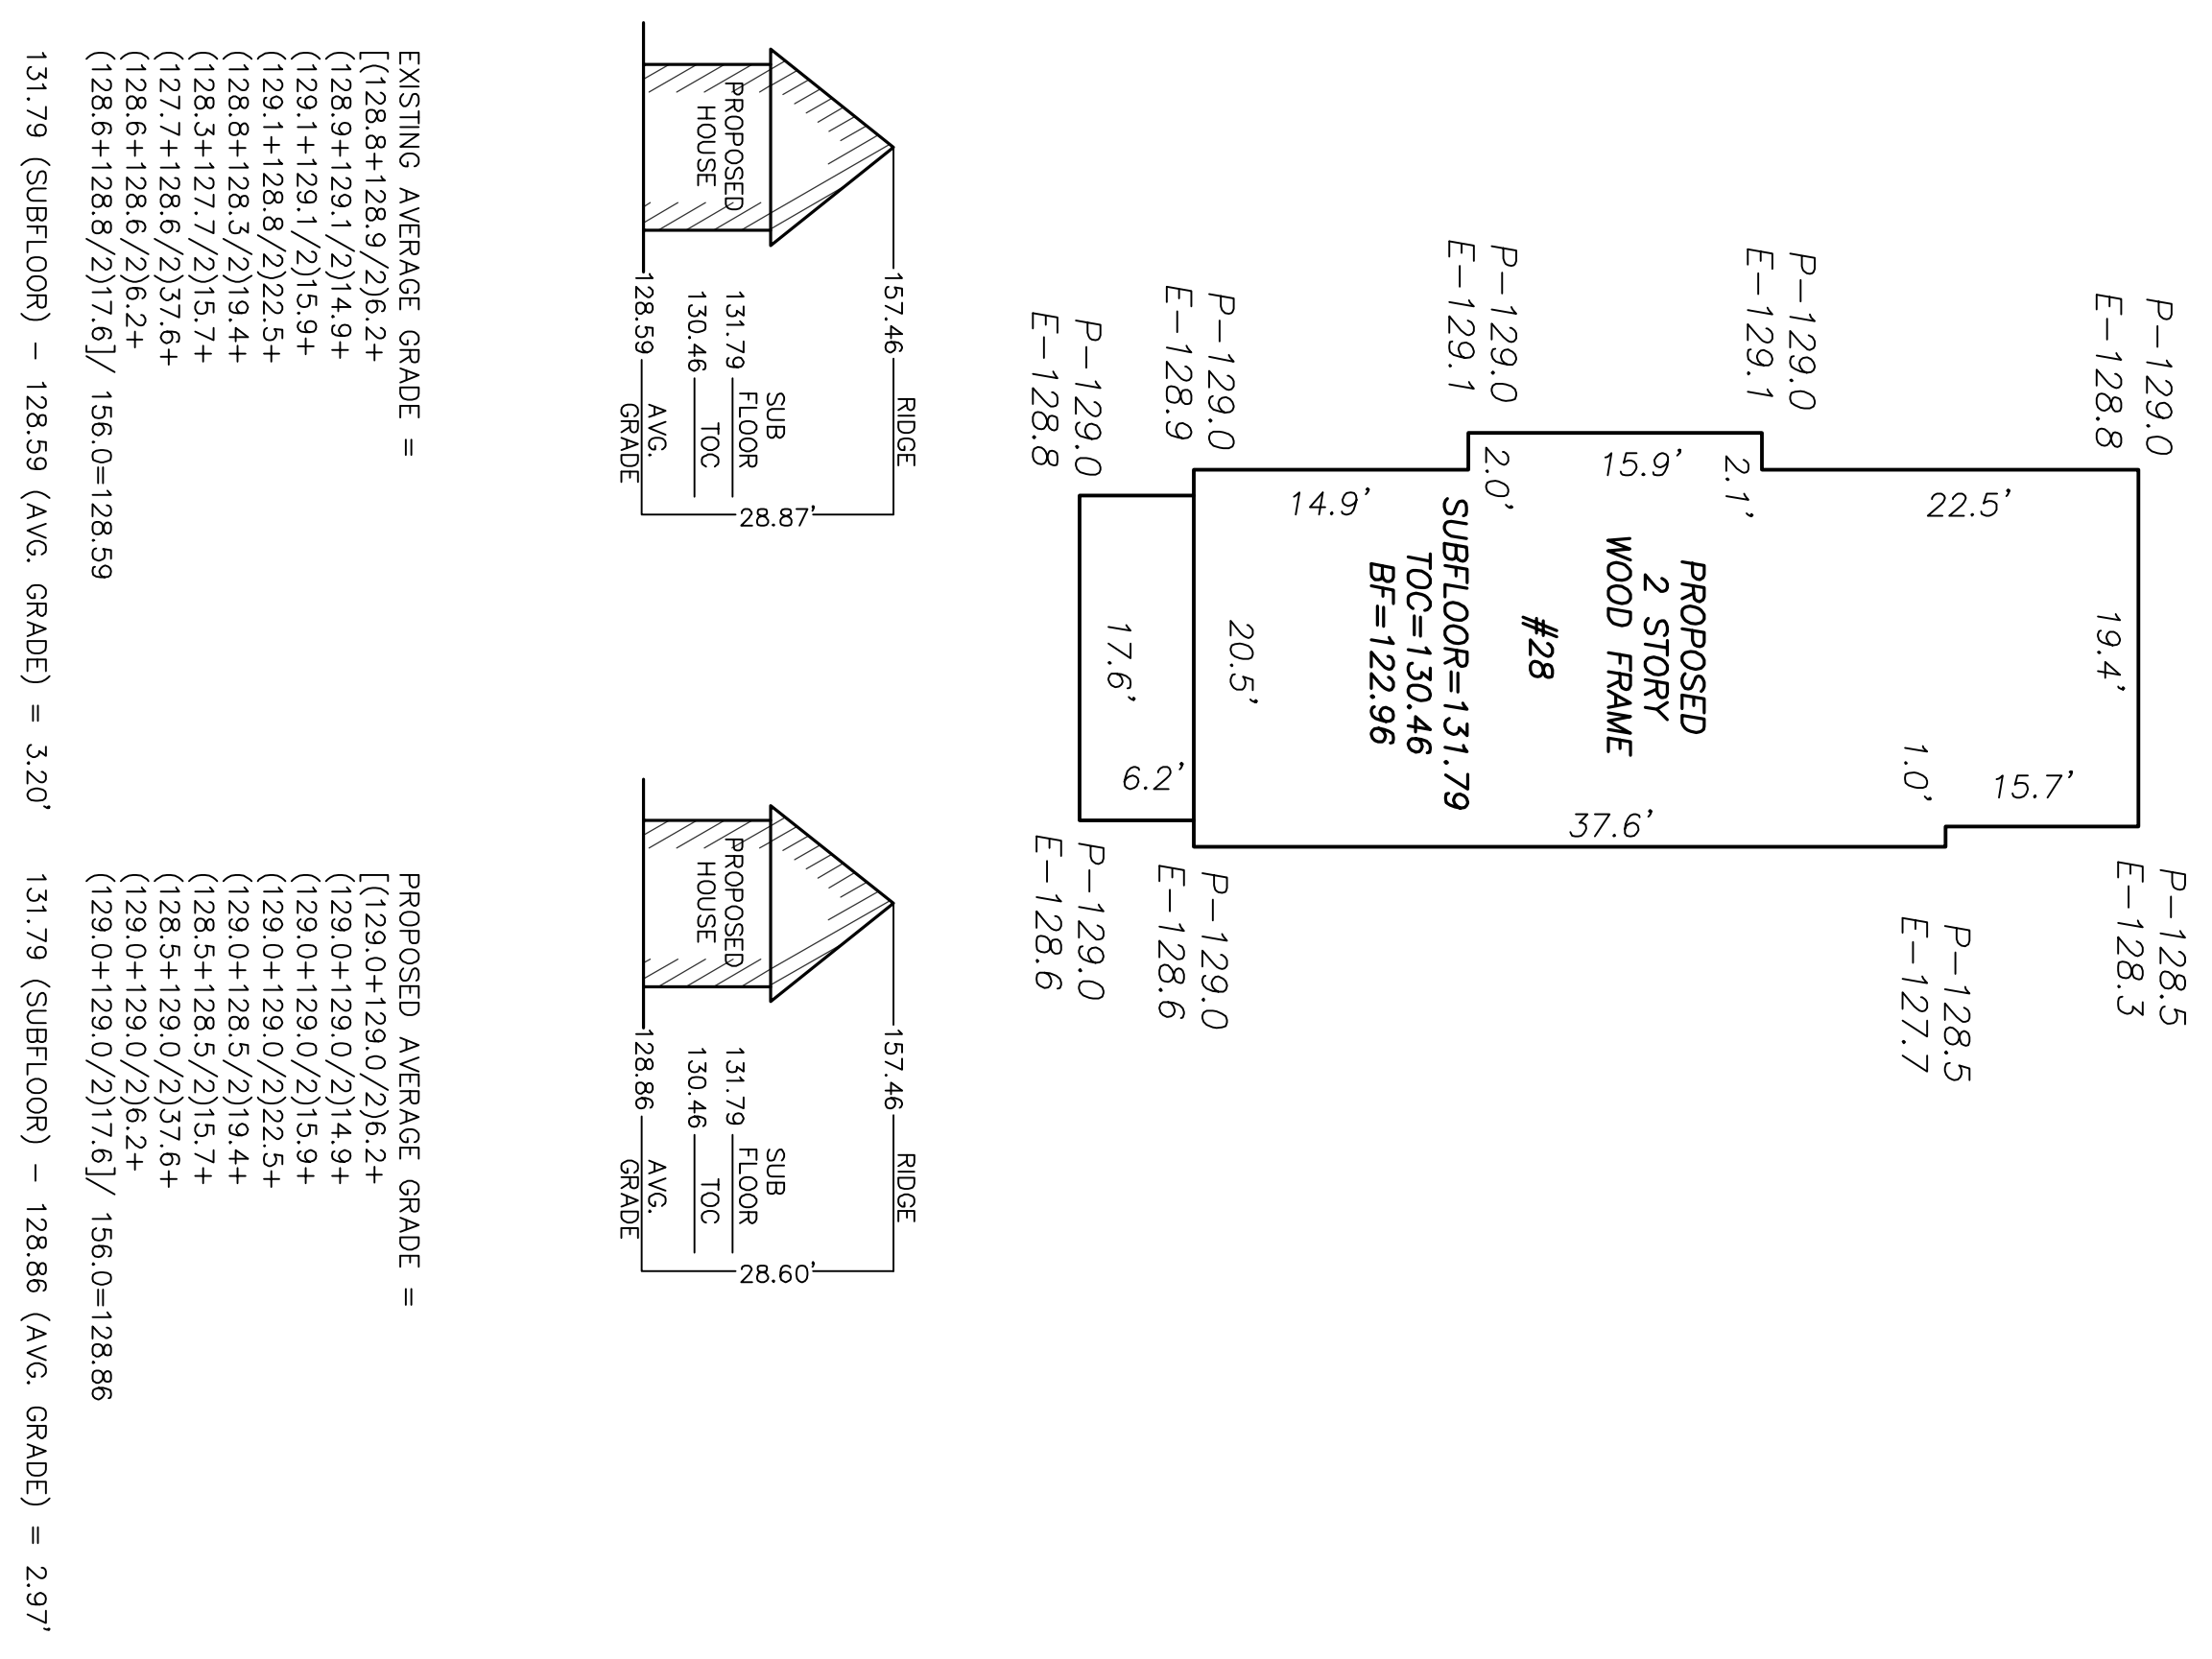 P-129.0
E-128.8
P-128.5
E-128.3
19.4'
22.5'
15.7'
1.0'
P-128.5
E-127.7
P-129.0
E-129.1
2.1'
15.9'
2.0'
P-129.0
E-129.1
PROPOSED
2 STORY
WOOD FRAME
#28
SUBFLOOR=131.79
TOC=130.46
BF=122.96
37.6'
14.9'
20.5'
P-129.0
E-128.9
P-129.0
E-128.6
6.2'
17.6'
P-129.0
E-128.8
P-129.0
E-128.6
RIDGE
157.46
SUB
FLOOR
131.79
TOC
130.46
AVG.
GRADE
128.59
28.87'
PROPOSED
HOUSE
RIDGE
157.46
SUB
FLOOR
131.79
TOC
130.46
AVG.
GRADE
128.86
28.60'
PROPOSED
HOUSE
EXISTING AVERAGE GRADE =
[(128.8+128.9/2)6.2+
(128.9+129.1/2)14.9+
(129.1+129.1/2)15.9+
(129.1+128.8/2)22.5+
(128.8+128.3/2)19.4+
(128.3+127.7/2)15.7+
(127.7+128.6/2)37.6+
(128.6+128.6/2)6.2+
(128.6+128.8/2)17.6]/ 156.0=128.59
131.79 (SUBFLOOR) - 128.59 (AVG. GRADE) = 3.20'
PROPOSED AVERAGE GRADE =
[(129.0+129.0/2)6.2+
(129.0+129.0/2)14.9+
(129.0+129.0/2)15.9+
(129.0+129.0/2)22.5+
(129.0+128.5/2)19.4+
(128.5+128.5/2)15.7+
(128.5+129.0/2)37.6+
(129.0+129.0/2)6.2+
(129.0+129.0/2)17.6]/ 156.0=128.86
131.79 (SUBFLOOR) - 128.86 (AVG. GRADE) = 2.97'